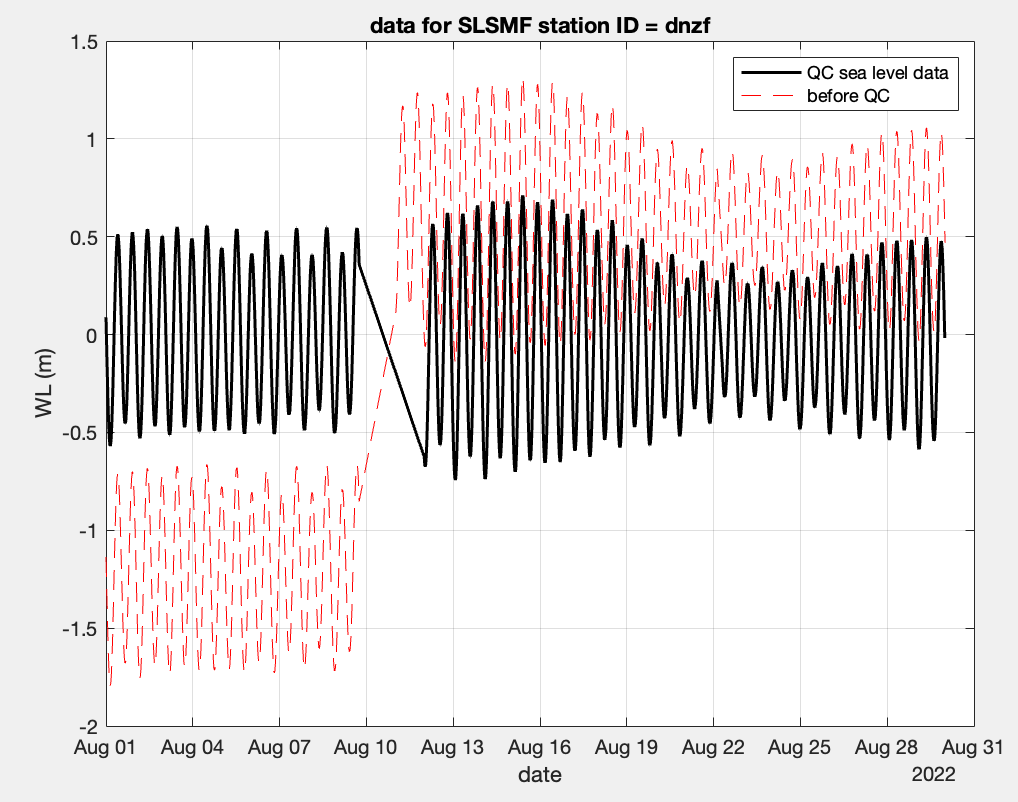 data for SLSMF station ID = dnzf
QC sea level data
before QC
1.5
1
0.5
0
-0.5
-1
-1.5
-2
WL (m)
Aug 01 Aug 04 Aug 07 Aug 10 Aug 13 Aug 16 Aug 19 Aug 22 Aug 25 Aug 28 Aug 31
date
2022